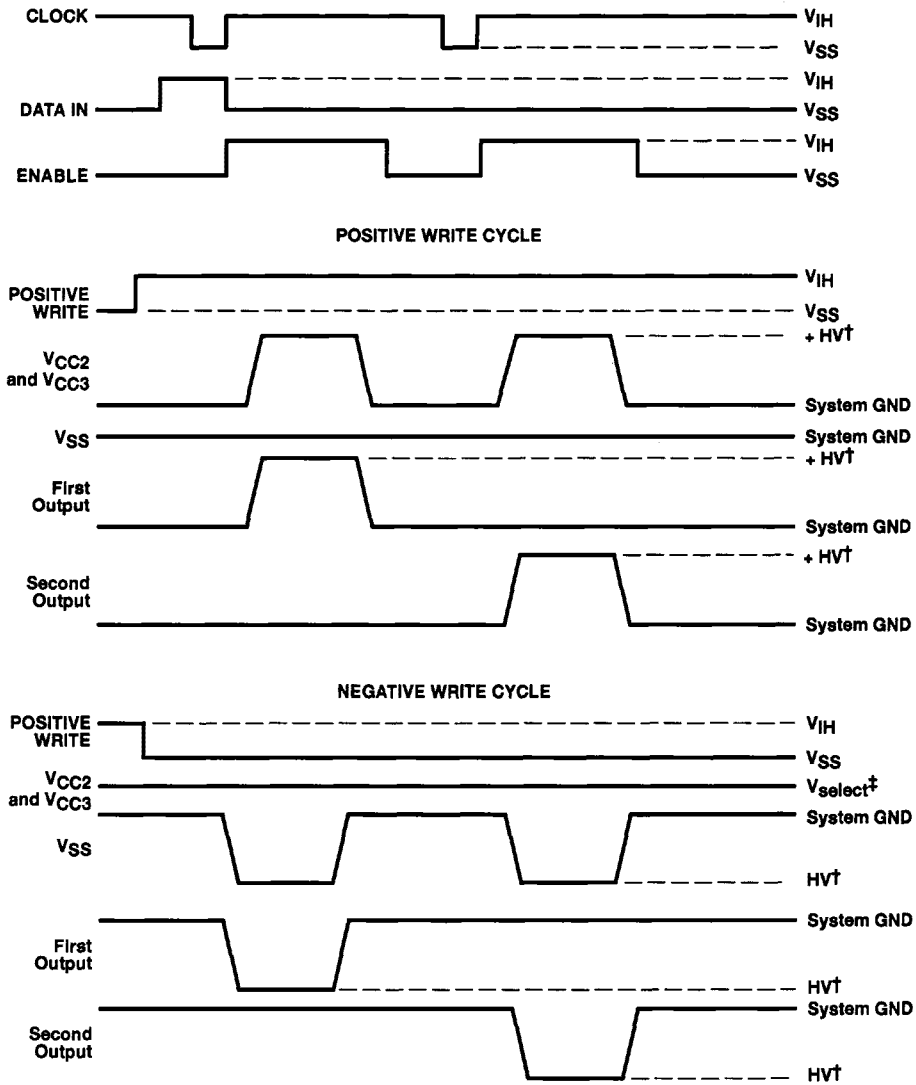 CLOCK
VIH
VSS
DATA IN
VIH
VSS
ENABLE
VIH
VSS
POSITIVE WRITE CYCLE
POSITIVE
WRITE
VIH
VSS
VCC2
and VCC3
+ HV†
System GND
VSS
System GND
First
Output
+ HV†
System GND
Second
Output
+ HV†
System GND
NEGATIVE WRITE CYCLE
POSITIVE
WRITE
VIH
VSS
VCC2
and VCC3
Vselect‡
VSS
System GND
HV†
First
Output
System GND
HV†
Second
Output
System GND
HV†